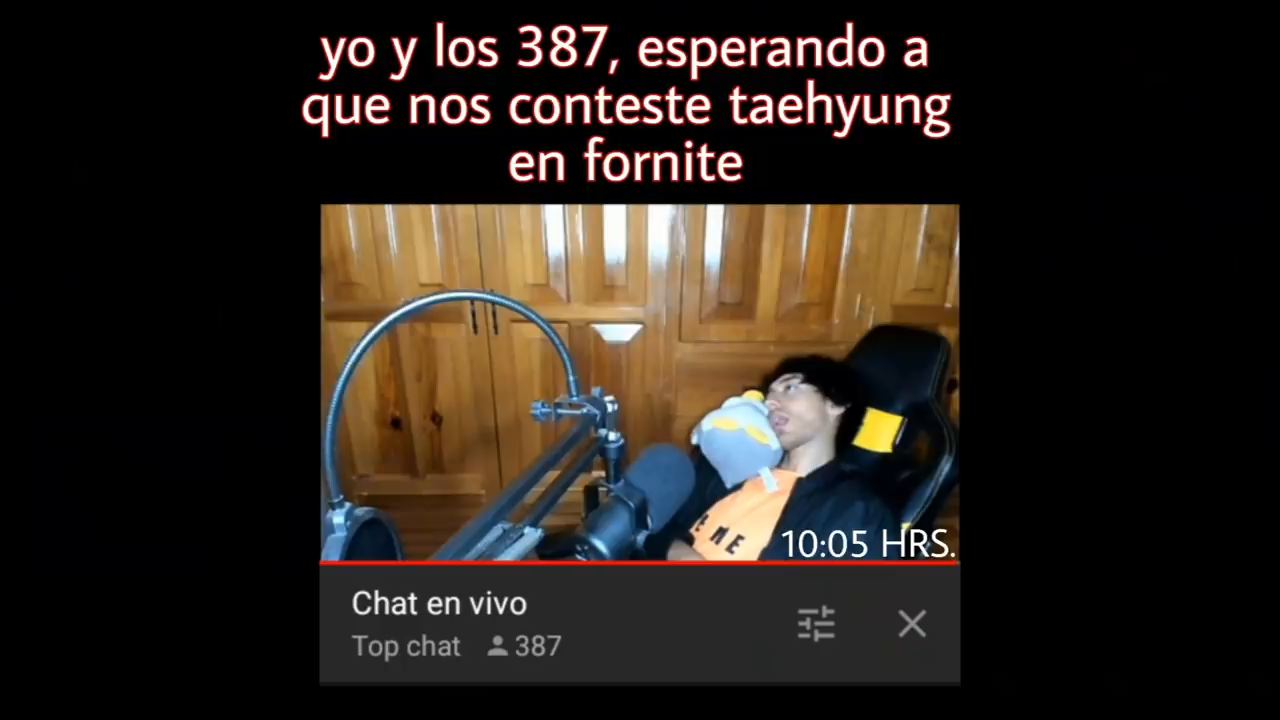 yo y los 387, esperando a
que nos conteste taehyung
en fornite
10:05 HRS.
Chat en vivo
Top chat 387